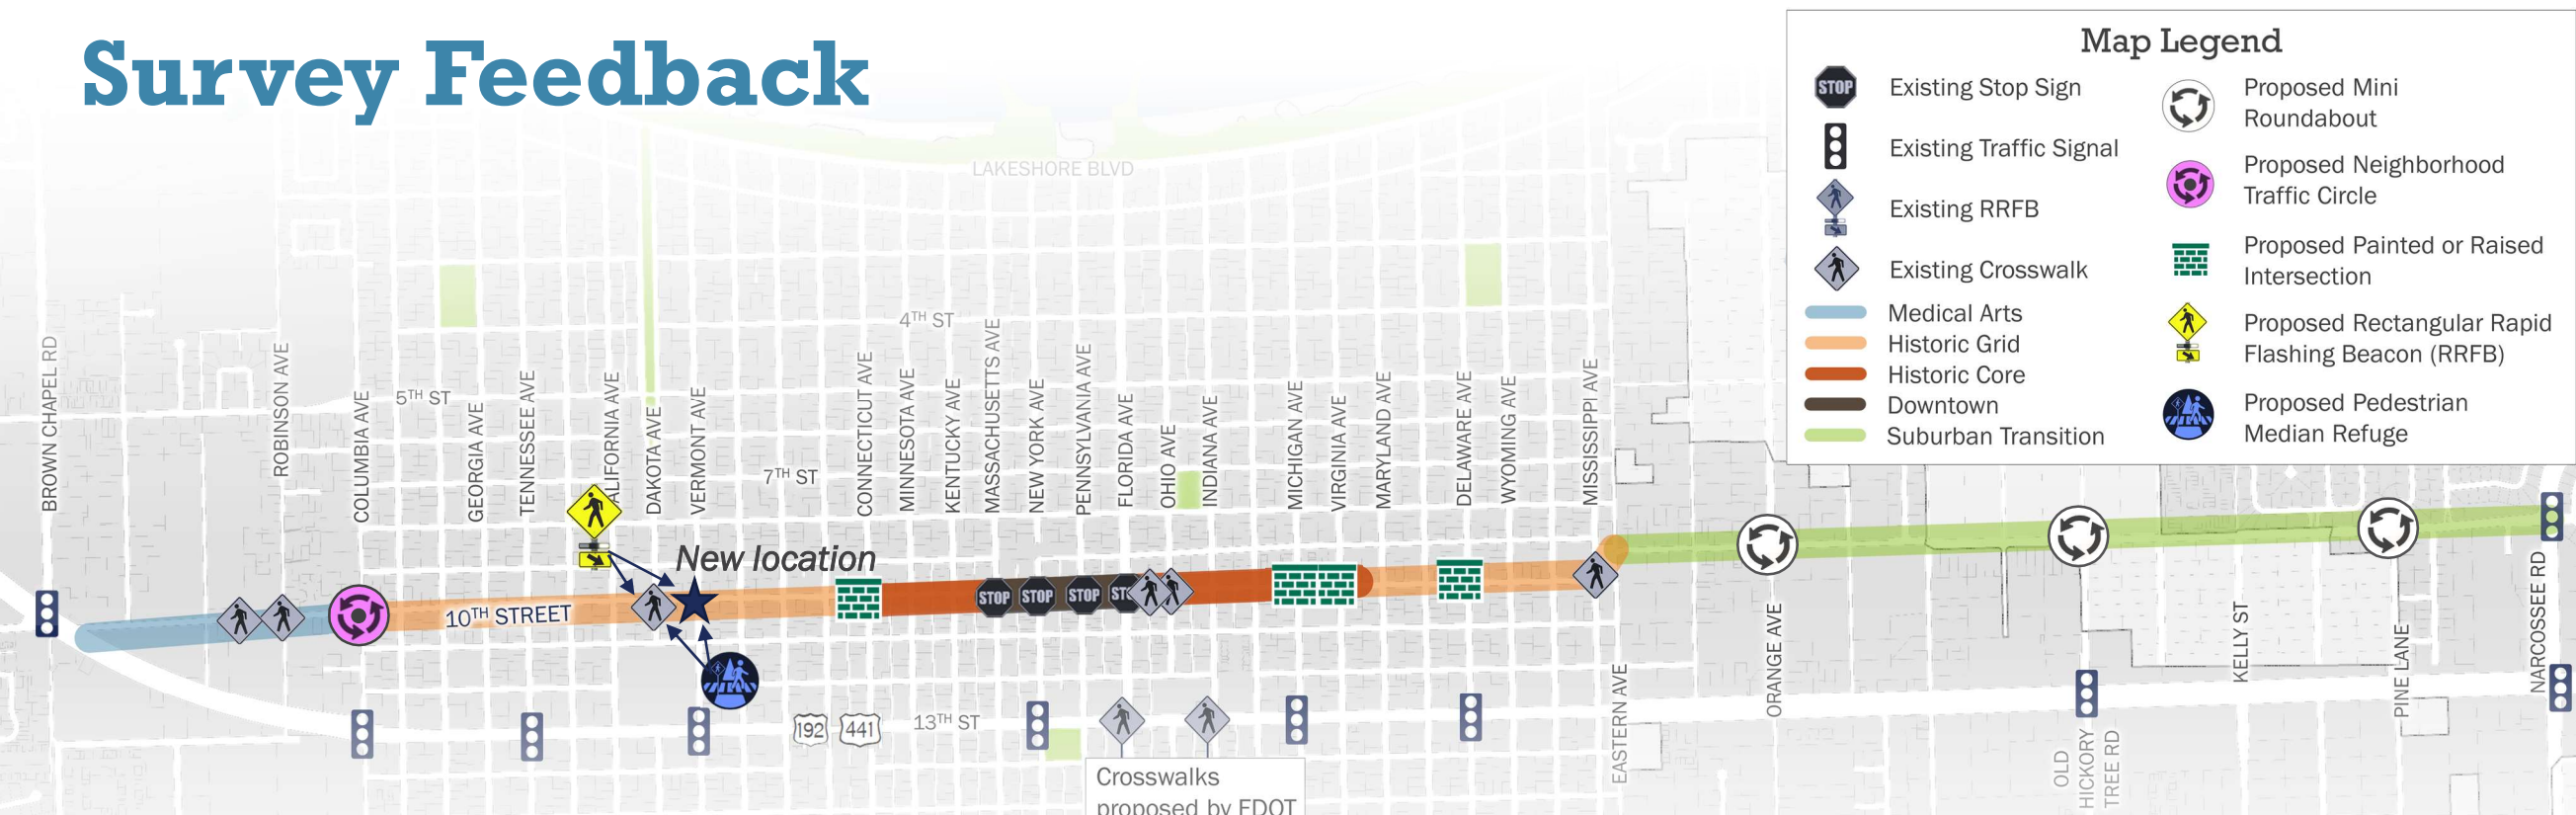 Survey Feedback
Map Legend
STOP
Existing Stop Sign
Existing Traffic Signal
Existing RRFB
Existing Crosswalk
Medical Arts
Historic Grid
Historic Core
Downtown
Suburban Transition
Proposed Mini
Roundabout
Proposed Neighborhood
Traffic Circle
Proposed Painted or Raised
Intersection
Proposed Rectangular Rapid
Flashing Beacon (RRFB)
Proposed Pedestrian
Median Refuge
LAKESHORE BLVD
4TH ST
5TH ST
7TH ST
BROWN CHAPEL RD
ROBINSON AVE
COLUMBIA AVE
GEORGIA AVE
TENNESSEE AVE
ALIFORNIA AVE
DAKOTA AVE
VERMONT AVE
CONNECTICUT AVE
MINNESOTA AVE
KENTUCKY AVE
MASSACHUSETTS AVE
NEW YORK AVE
PENNSYLVANIA AVE
FLORIDA AVE
OHIO AVE
INDIANA AVE
MICHIGAN AVE
VIRGINIA AVE
MARYLAND AVE
DELAWARE AVE
WYOMING AVE
MISSISSIPPI AVE
New location
10TH STREET
STOP
STOP
STOP
STO
EASTERN AVE
ORANGE AVE
OLD
HICKORY
TREE RD
KELLY ST
PINE LANE
NARCOSSEE RD
192
441
13TH ST
Crosswalks
proposed by FDOT